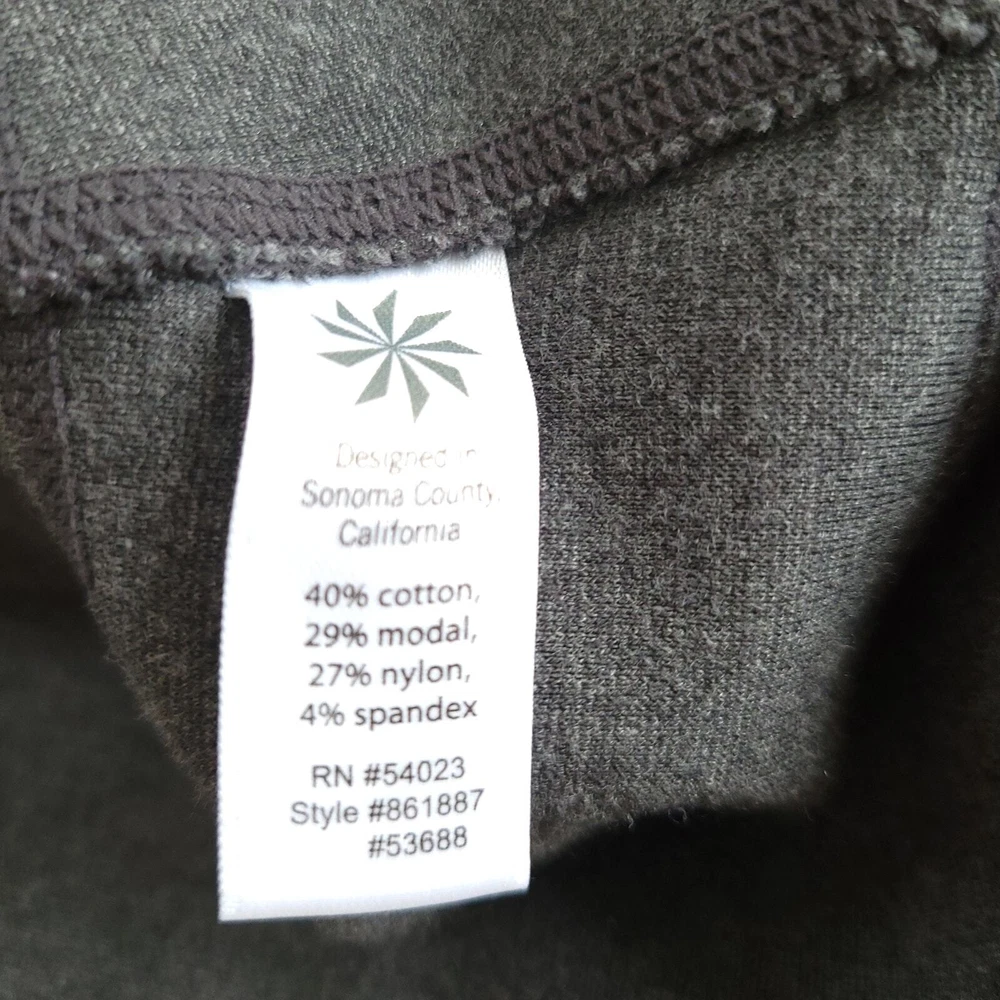 Designed in
Sonoma County,
California
40% cotton,
29% modal,
27% nylon,
4% spandex
RN #54023
Style #861887
#53688